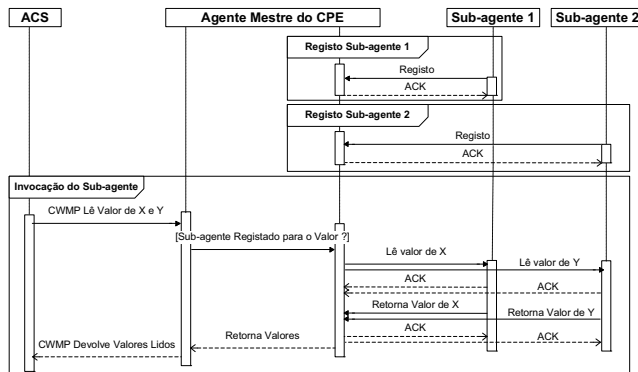 ACS
Agente Mestre do CPE
Sub-agente 1
Sub-agente 2
Registo Sub-agente 1
Registo
ACK
Registo Sub-agente 2
Registo
ACK
Invocação do Sub-agente
CWMP Lê Valor de X e Y
[Sub-agente Registado para o Valor ?]
Lê valor de X
Lê valor de Y
ACK
ACK
Retorna Valor de X
Retorna Valor de Y
CWMP Devolve Valores Lidos
Retorna Valores
ACK
ACK